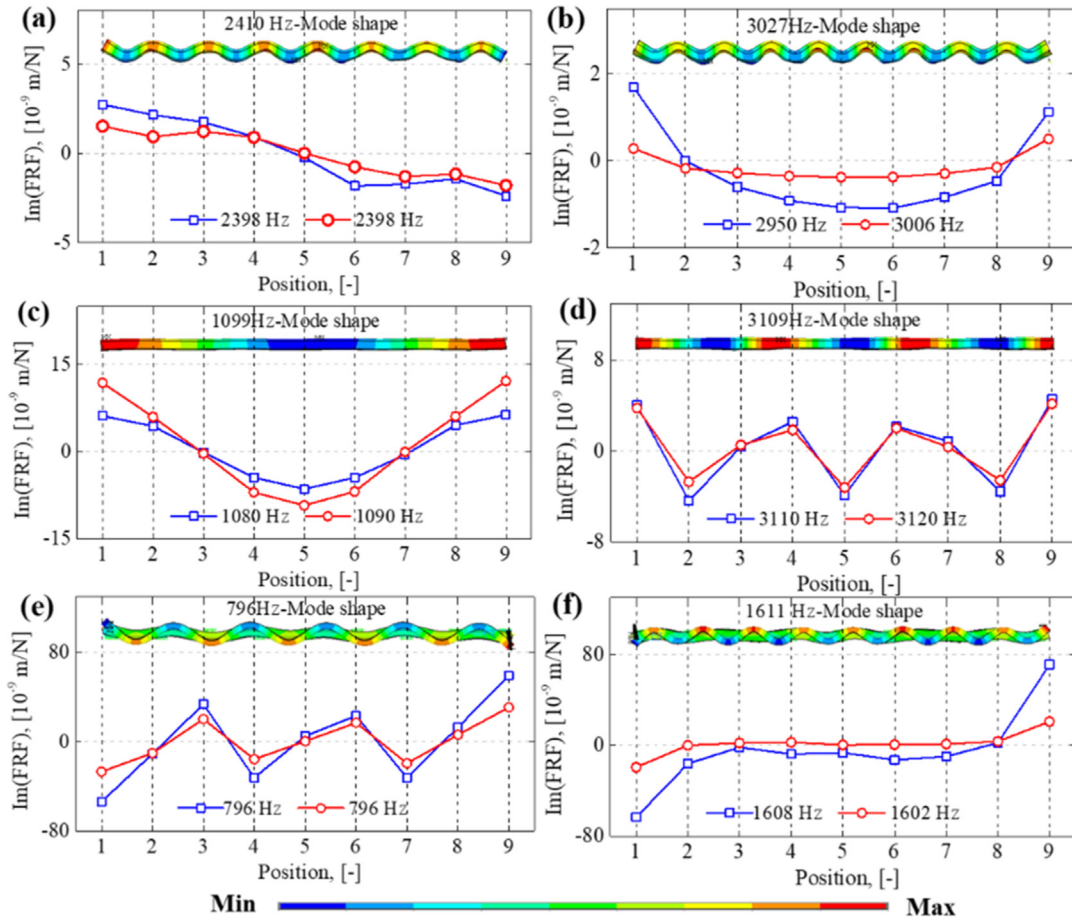 (a)
2410 Hz-Mode shape
5
0
-5
Im(FRF), [10⁻⁹ m/N]
2398 Hz 2398 Hz
1 2 3 4 5 6 7 8 9
Position, [-]
(b)
3027Hz-Mode shape
2
0
-2
Im(FRF), [10⁻⁹ m/N]
2950 Hz 3006 Hz
1 2 3 4 5 6 7 8 9
Position, [-]
(c)
1099Hz-Mode shape
15
0
-15
Im(FRF), [10⁻⁹ m/N]
1080 Hz 1090 Hz
1 2 3 4 5 6 7 8 9
Position, [-]
(d)
3109Hz-Mode shape
8
0
-8
Im(FRF), [10⁻⁹ m/N]
3110 Hz 3120 Hz
1 2 3 4 5 6 7 8 9
Position, [-]
(e)
796Hz-Mode shape
80
0
-80
Im(FRF), [10⁻⁹ m/N]
796 Hz 796 Hz
1 2 3 4 5 6 7 8 9
Position, [-]
(f)
1611 Hz-Mode shape
80
0
-80
Im(FRF), [10⁻⁹ m/N]
1608 Hz 1602 Hz
1 2 3 4 5 6 7 8 9
Position, [-]
Min Max